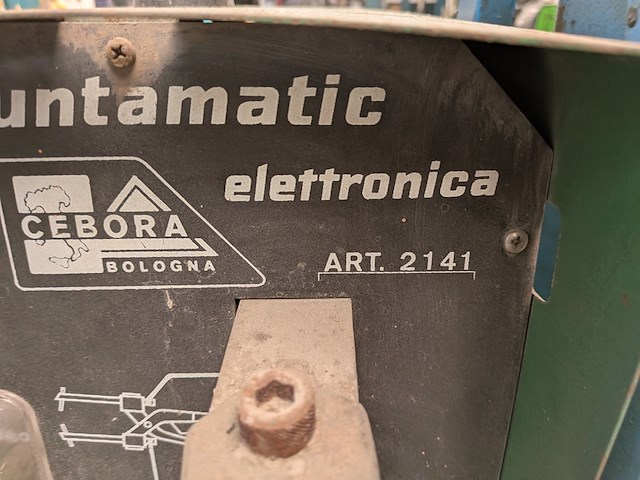 untamatic
elettronica
CEBORA
BOLOGNA
ART. 2141